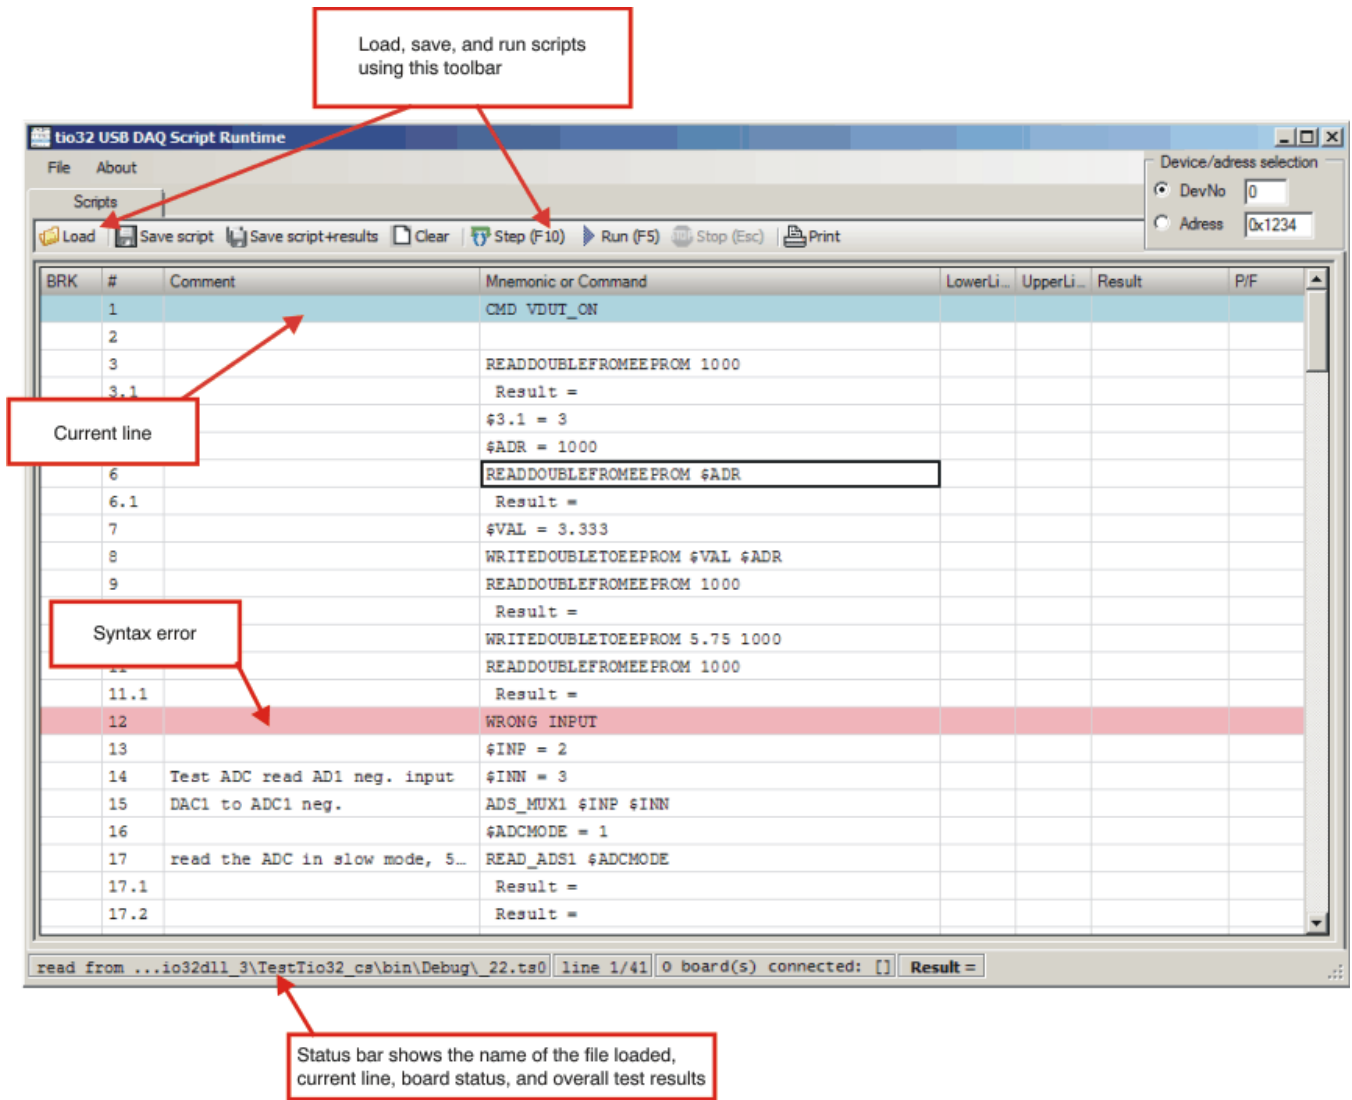 Load, save, and run scripts
using this toolbar
tio32 USB DAQ Script Runtime
File About
Device/adress selection
DevNo 0
Adress 0x1234
Scripts
Load Save script Save script+results Clear Step (F10) Run (F5) Stop (Esc) Print
BRK # Comment Mnemonic or Command LowerLi... UpperLi... Result P/F
1 CMD VDUT_ON
2
3 READDOUBLEFROMEEPROM 1000
3.1 Result =
Current line
$3.1 = 3
$ADR = 1000
6 READDOUBLEFROMEEPROM $ADR
6.1 Result =
7 $VAL = 3.333
8 WRITEDOUBLETOEEPROM $VAL $ADR
9 READDOUBLEFROMEEPROM 1000
Result =
Syntax error
WRITEDOUBLETOEEPROM 5.75 1000
11 READDOUBLEFROMEEPROM 1000
11.1 Result =
12 WRONG INPUT
13 $INP = 2
14 Test ADC read AD1 neg. input $INN = 3
15 DAC1 to ADC1 neg. ADS_MUX1 $INP $INN
16 $ADCMODE = 1
17 read the ADC in slow mode, 5... READ_ADS1 $ADCMODE
17.1 Result =
17.2 Result =
read from ...io32dll_3\TestTio32_cs\bin\Debug\_22.ts0 line 1/41 0 board(s) connected: [] Result =
Status bar shows the name of the file loaded,
current line, board status, and overall test results